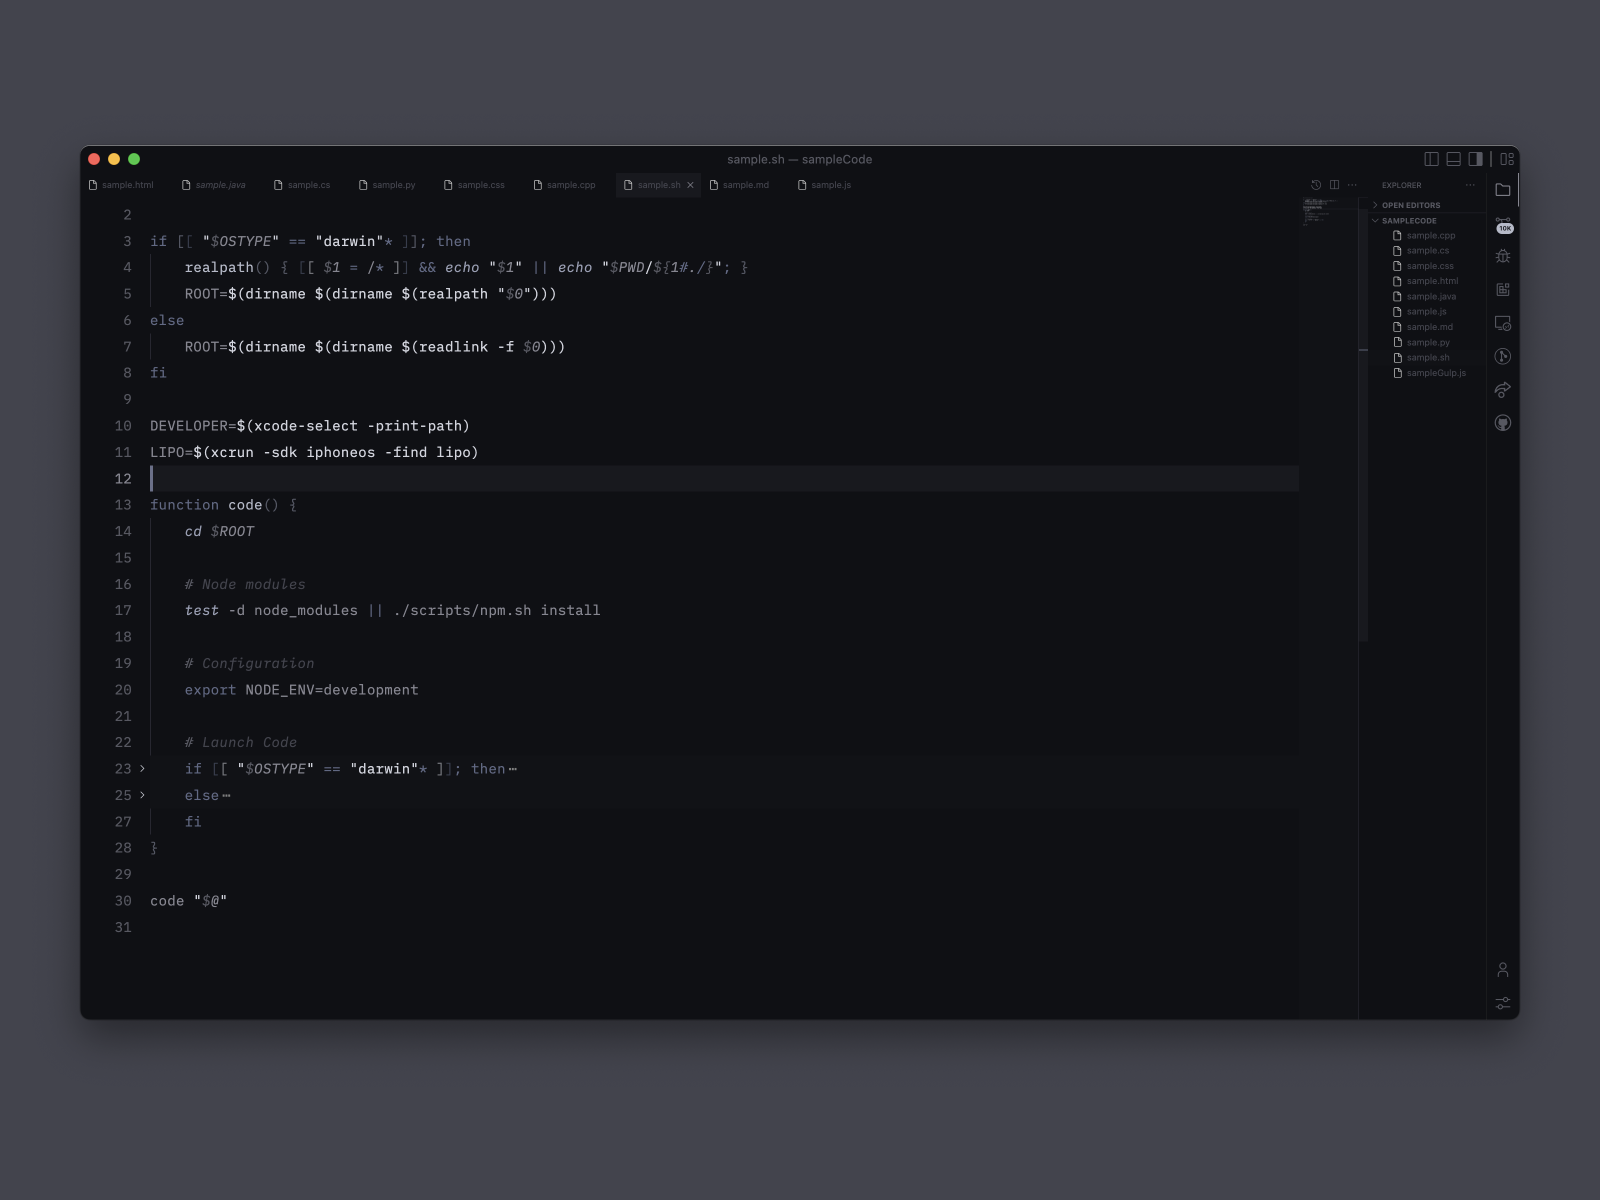 sample.sh — sampleCode
sample.html sample.java sample.cs sample.py sample.css sample.cpp sample.sh sample.md sample.js
2
3 if [[ "$OSTYPE" == "darwin"* ]]; then
4 realpath() { [[ $1 = /* ]] && echo "$1" || echo "$PWD/${1#./}"; }
5 ROOT=$(dirname $(dirname $(realpath "$0")))
6 else
7 ROOT=$(dirname $(dirname $(readlink -f $0)))
8 fi
9
10 DEVELOPER=$(xcode-select -print-path)
11 LIPO=$(xcrun -sdk iphoneos -find lipo)
12
13 function code() {
14 cd $ROOT
15
16 # Node modules
17 test -d node_modules || ./scripts/npm.sh install
18
19 # Configuration
20 export NODE_ENV=development
21
22 # Launch Code
23 if [[ "$OSTYPE" == "darwin"* ]]; then⋯
25 else⋯
27 fi
28 }
29
30 code "$@"
31
EXPLORER
OPEN EDITORS
SAMPLECODE
sample.cpp
sample.cs
sample.css
sample.html
sample.java
sample.js
sample.md
sample.py
sample.sh
sampleGulp.js
10K